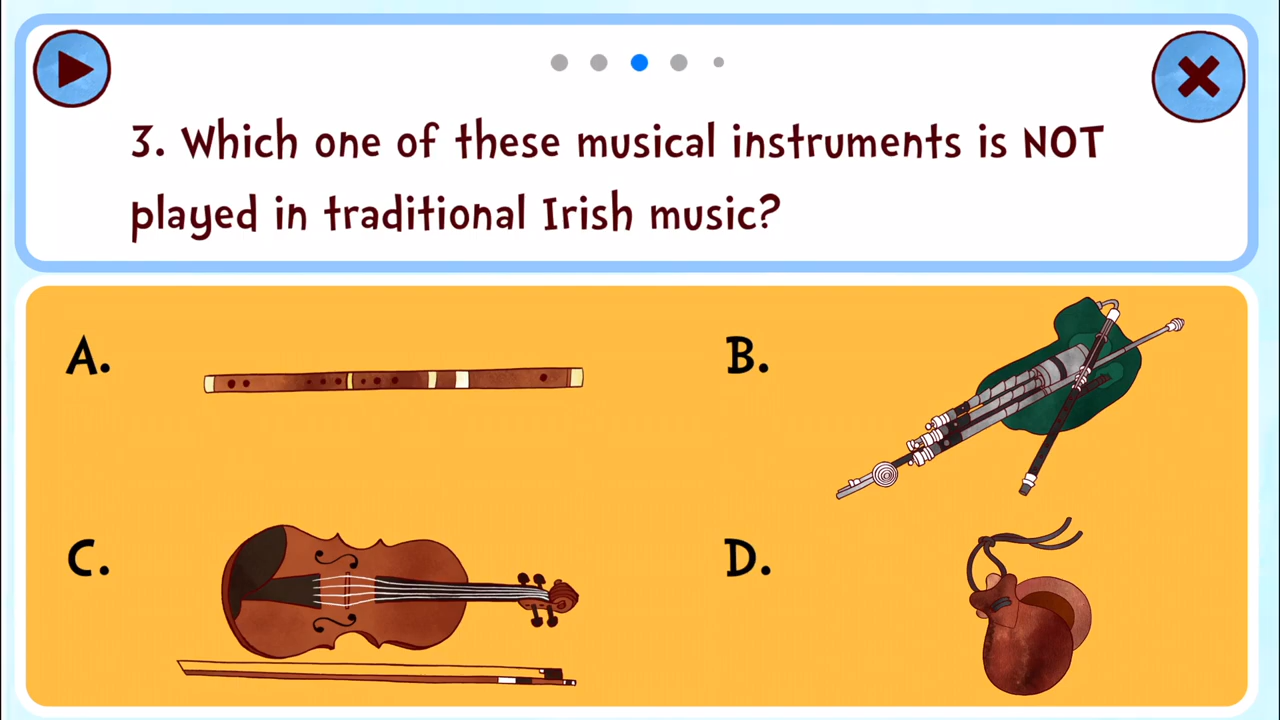 3. Which one of these musical instruments is NOT
played in traditional Irish music?
A.
B.
C.
D.